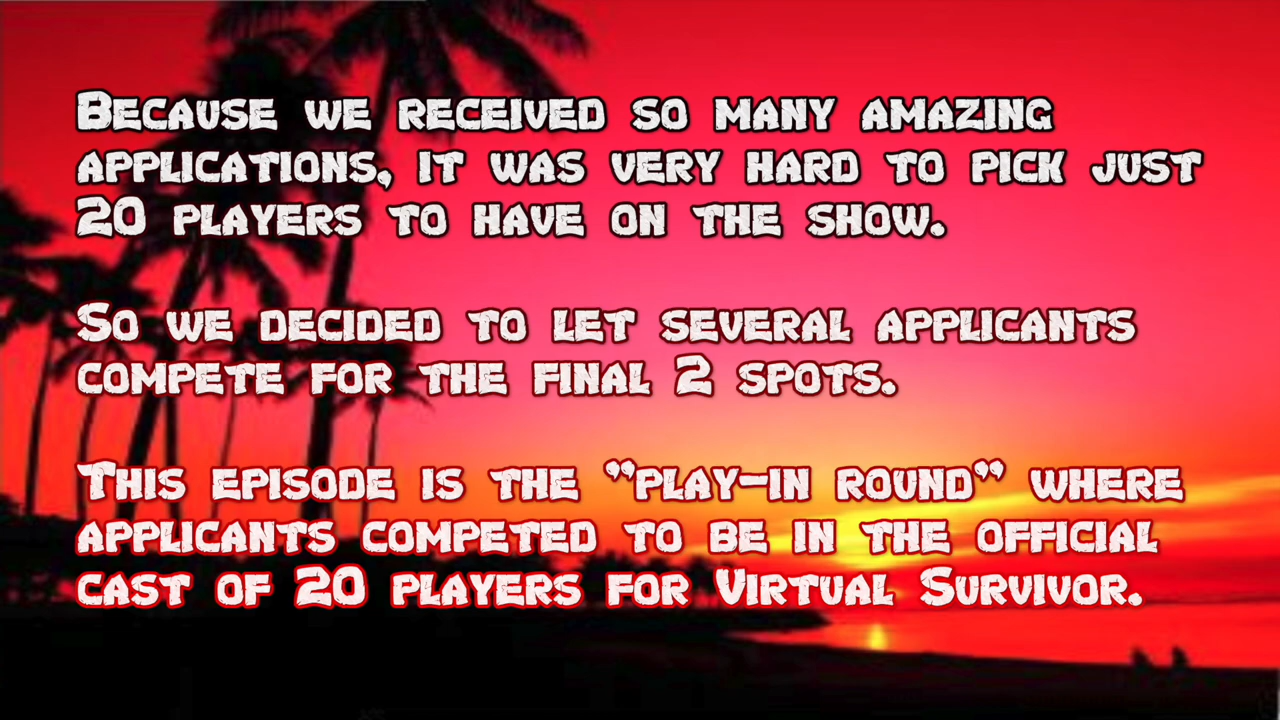 Because we received so many amazing
applications, it was very hard to pick just
20 players to have on the show.
So we decided to let several applicants
compete for the final 2 spots.
This episode is the "play-in round" where
applicants competed to be in the official
cast of 20 players for Virtual Survivor.